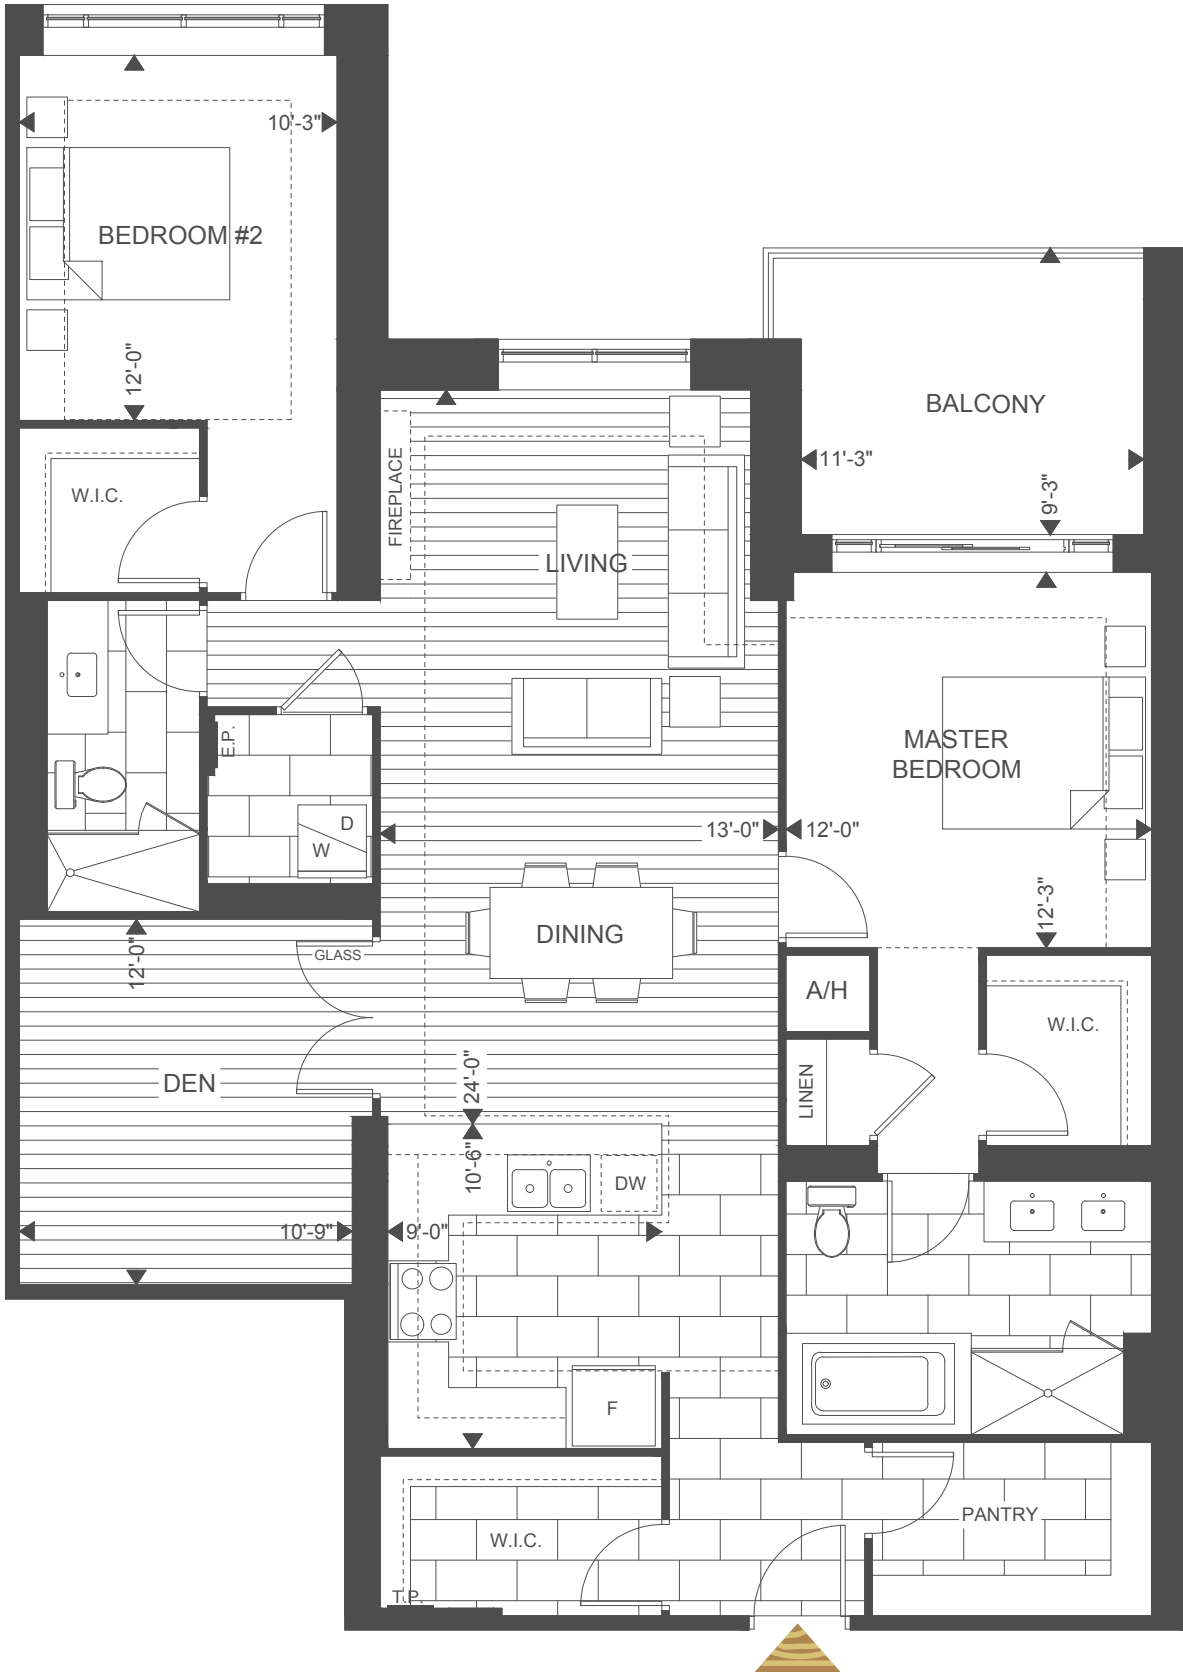 10'-3"
BEDROOM #2
12'-0"
W.I.C.
BALCONY
11'-3"
9'-3"
FIREPLACE
LIVING
E.P.
D
W
MASTER
BEDROOM
13'-0"
12'-0"
12'-3"
DINING
12'-0"
GLASS
A/H
W.I.C.
LINEN
DEN
24'-0"
10'-6"
DW
10'-9"
9'-0"
F
PANTRY
W.I.C.
T.P.